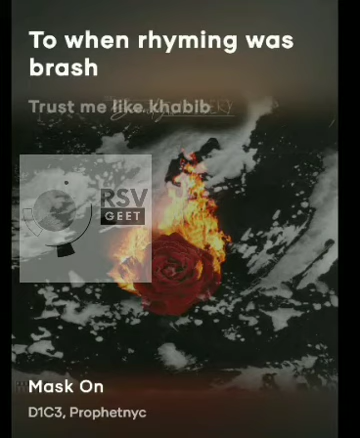 To when rhyming was
brash
Trust me like khabib
RSV
GEET
Mask On
D1C3, Prophetnyc